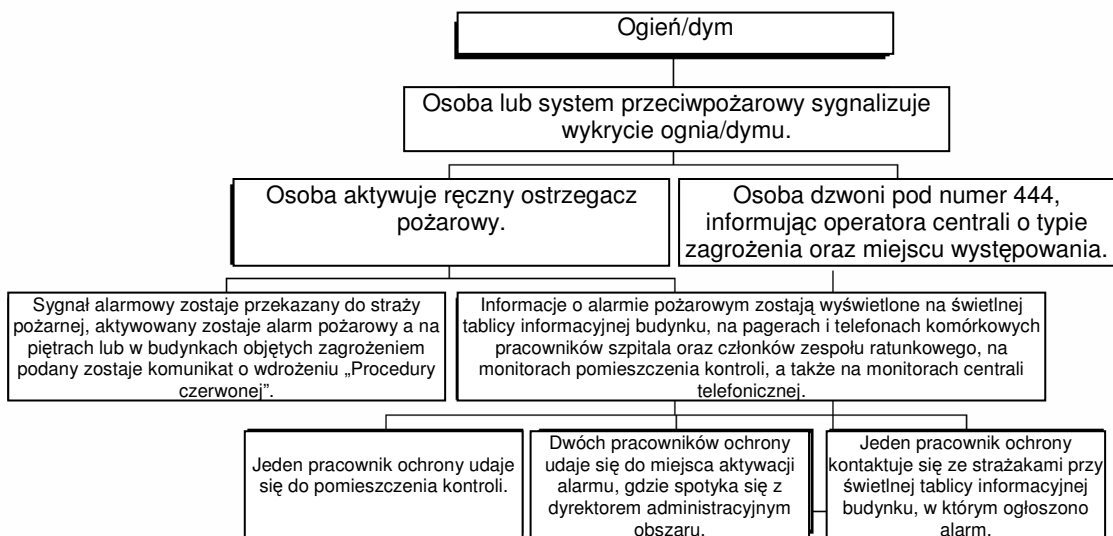 Ogień/dym
Osoba lub system przeciwpożarowy sygnalizuje
wykrycie ognia/dymu.
Osoba aktywuje ręczny ostrzegacz
pożarowy.
Osoba dzwoni pod numer 444,
informując operatora centrali o typie
zagrożenia oraz miejscu występowania.
Sygnał alarmowy zostaje przekazany do straży
pożarnej, aktywowany zostaje alarm pożarowy a na
piętrach lub w budynkach objętych zagrożeniem
podany zostaje komunikat o wdrożeniu „Procedury
czerwonej”.
Informacje o alarmie pożarowym zostają wyświetlone na świetlnej
tablicy informacyjnej budynku, na pagerach i telefonach komórkowych
pracowników szpitala oraz członków zespołu ratunkowego, na
monitorach pomieszczenia kontroli, a także na monitorach centrali
telefonicznej.
Jeden pracownik ochrony udaje
się do pomieszczenia kontroli.
Dwóch pracowników ochrony
udaje się do miejsca aktywacji
alarmu, gdzie spotyka się z
dyrektorem administracyjnym
obszaru.
Jeden pracownik ochrony
kontaktuje się ze strażakami przy
świetlnej tablicy informacyjnej
budynku, w którym ogłoszono
alarm.